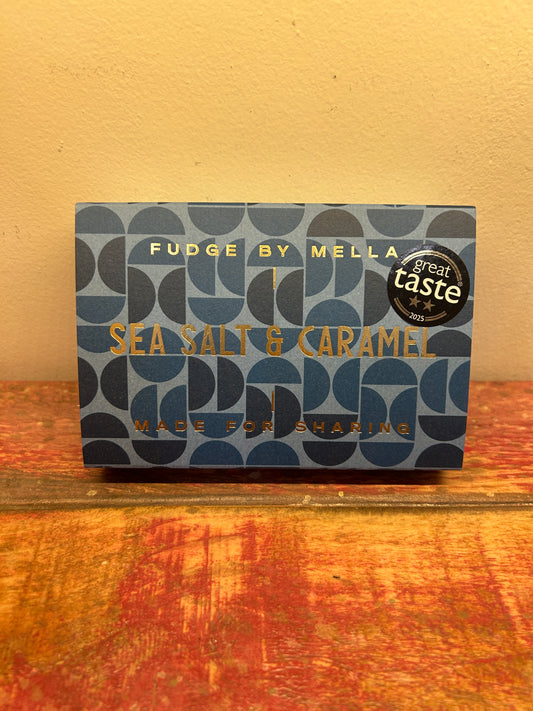 FUDGE BY MELLA
great
taste
2025
SEA SALT & CARAMEL
MADE FOR SHARING